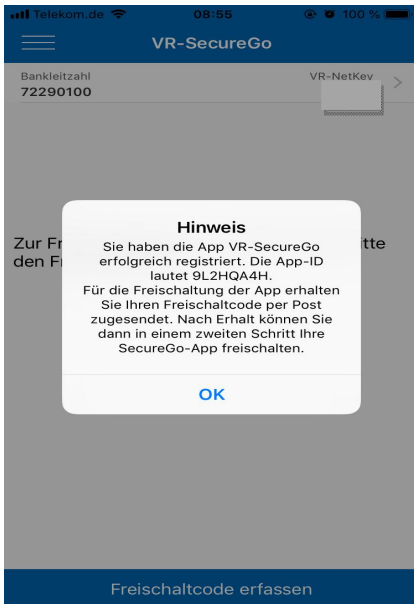 Telekom.de 08:55 100 %
VR-SecureGo
Bankleitzahl VR-NetKey
72290100
Hinweis
Zur Fr itte
den F
Sie haben die App VR-SecureGo
erfolgreich registriert. Die App-ID
lautet 9L2HQA4H.
Für die Freischaltung der App erhalten
Sie Ihren Freischaltcode per Post
zugesendet. Nach Erhalt können Sie
dann in einem zweiten Schritt Ihre
SecureGo-App freischalten.
OK
Freischaltcode erfassen